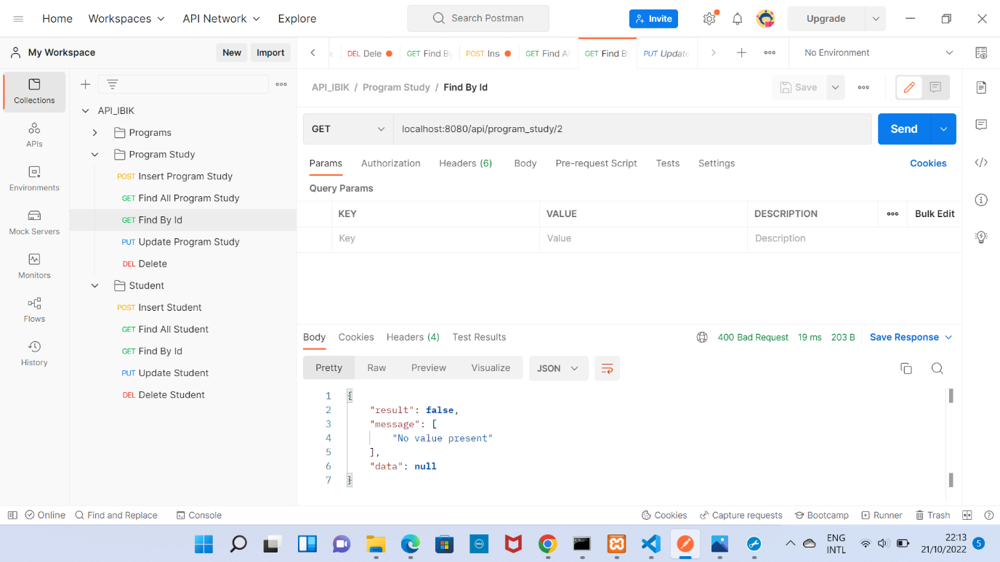 Home Workspaces API Network Explore Search Postman Invite Upgrade
My Workspace New Import DEL Dele GET Find By POST Ins GET Find Al GET Find By PUT Update No Environment
Collections
APIs
Environments
Mock Servers
Monitors
Flows
History
API_IBIK
Programs
Program Study
POST Insert Program Study
GET Find All Program Study
GET Find By Id
PUT Update Program Study
DEL Delete
Student
POST Insert Student
GET Find All Student
GET Find By Id
PUT Update Student
DEL Delete Student
API_IBIK / Program Study / Find By Id Save
GET localhost:8080/api/program_study/2 Send
Params Authorization Headers (6) Body Pre-request Script Tests Settings Cookies
Query Params
KEY VALUE DESCRIPTION Bulk Edit
Key Value Description
Body Cookies Headers (4) Test Results 400 Bad Request 19 ms 203 B Save Response
Pretty Raw Preview Visualize JSON
1 {
2 "result": false,
3 "message": [
4 "No value present"
5 ],
6 "data": null
7 }
Online Find and Replace Console Cookies Capture requests Bootcamp Runner Trash
ENG
INTL
22:13
21/10/2022
5